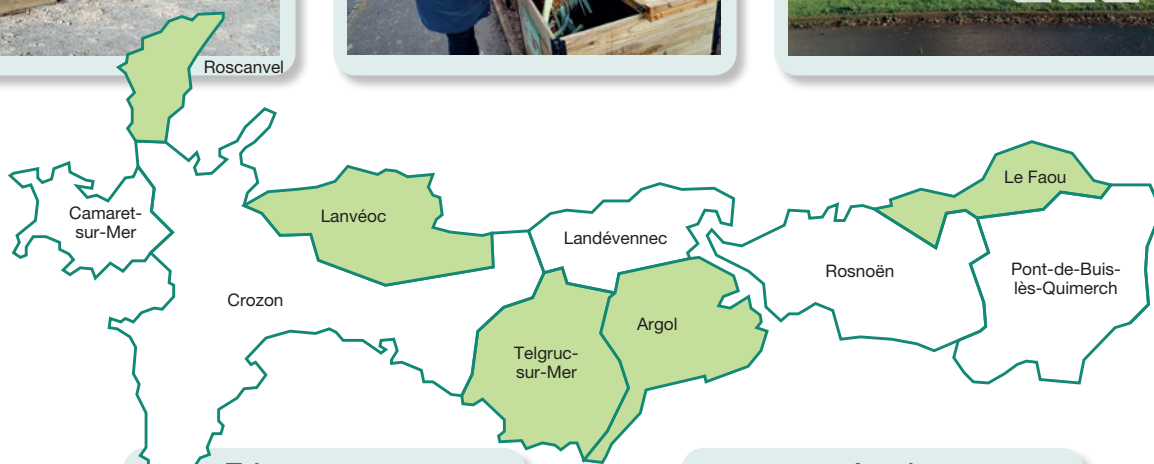 Roscanvel
Le Faou
Camaret-
sur-Mer
Lanvéoc
Landévennec
Rosnoën
Pont-de-Buis-
lès-Quimerch
Crozon
Argol
Telgruc-
sur-Mer